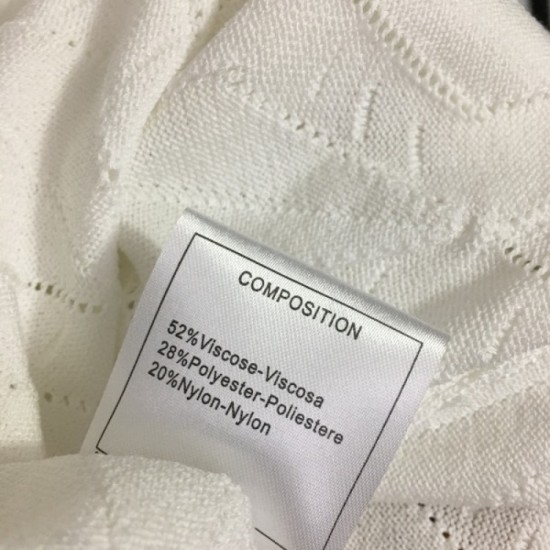 COMPOSITION
52%Viscose-Viscosa
28%Polyester-Poliestere
20%Nylon-Nylon